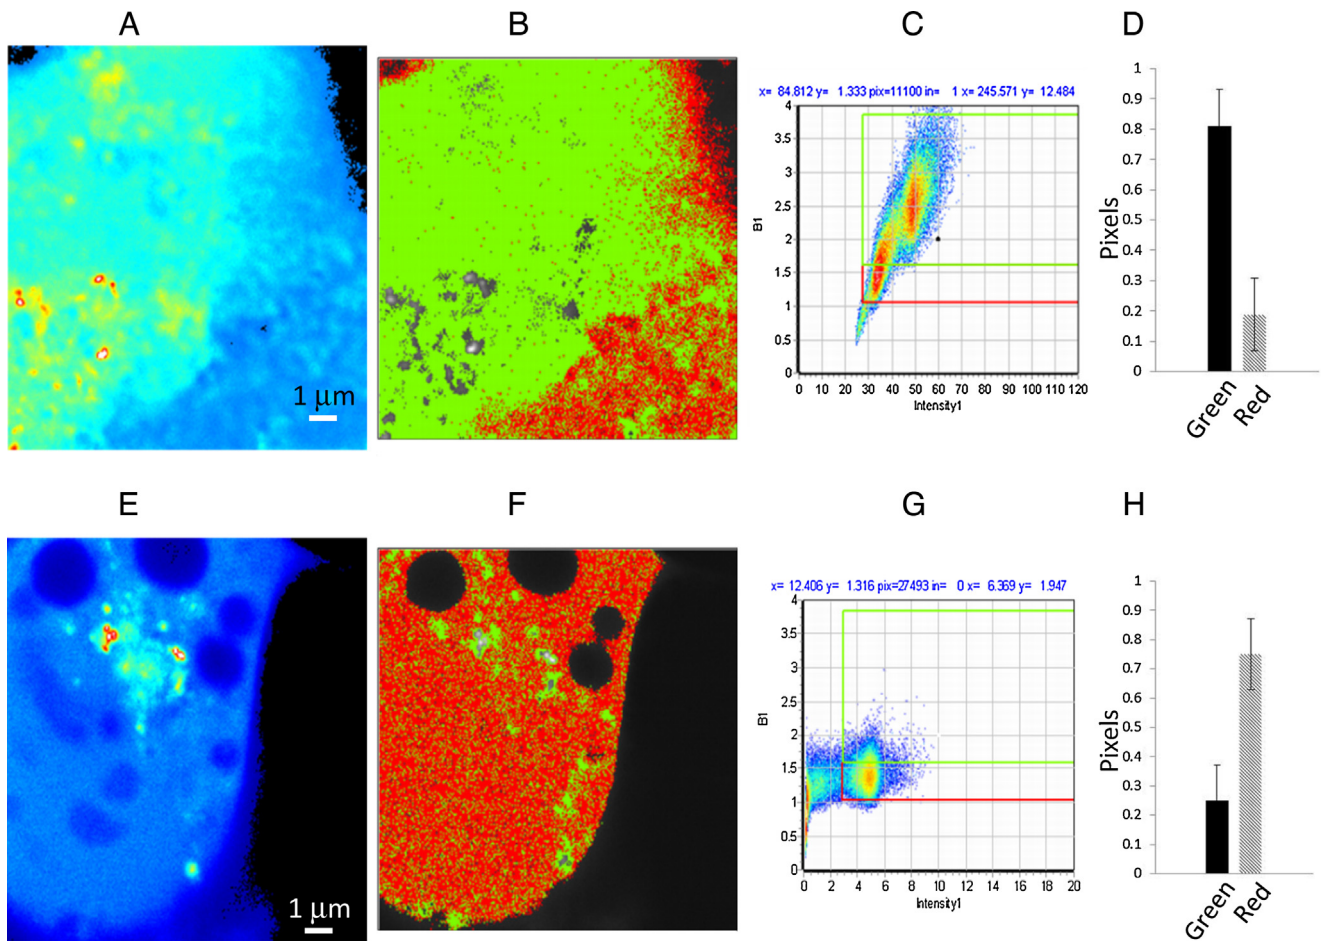 A
B
C
D
x= 84.812 y= 1.333 pix=11100 in= 1 x= 245.571 y= 12.484
4
3.5
3
2.5
2
1.5
1
0.5
0
B1
0 10 20 30 40 50 60 70 80 90 100 110 120
Intensity1
1
0.9
0.8
0.7
0.6
0.5
0.4
0.3
0.2
0.1
0
Pixels
Green
Red
1 μm
E
F
G
H
x= 12.406 y= 1.316 pix=27493 in= 0 x= 6.369 y= 1.947
4
3.5
3
2.5
2
1.5
1
0.5
0
B1
0 2 4 6 8 10 12 14 16 18 20
Intensity1
1
0.9
0.8
0.7
0.6
0.5
0.4
0.3
0.2
0.1
0
Pixels
Green
Red
1 μm